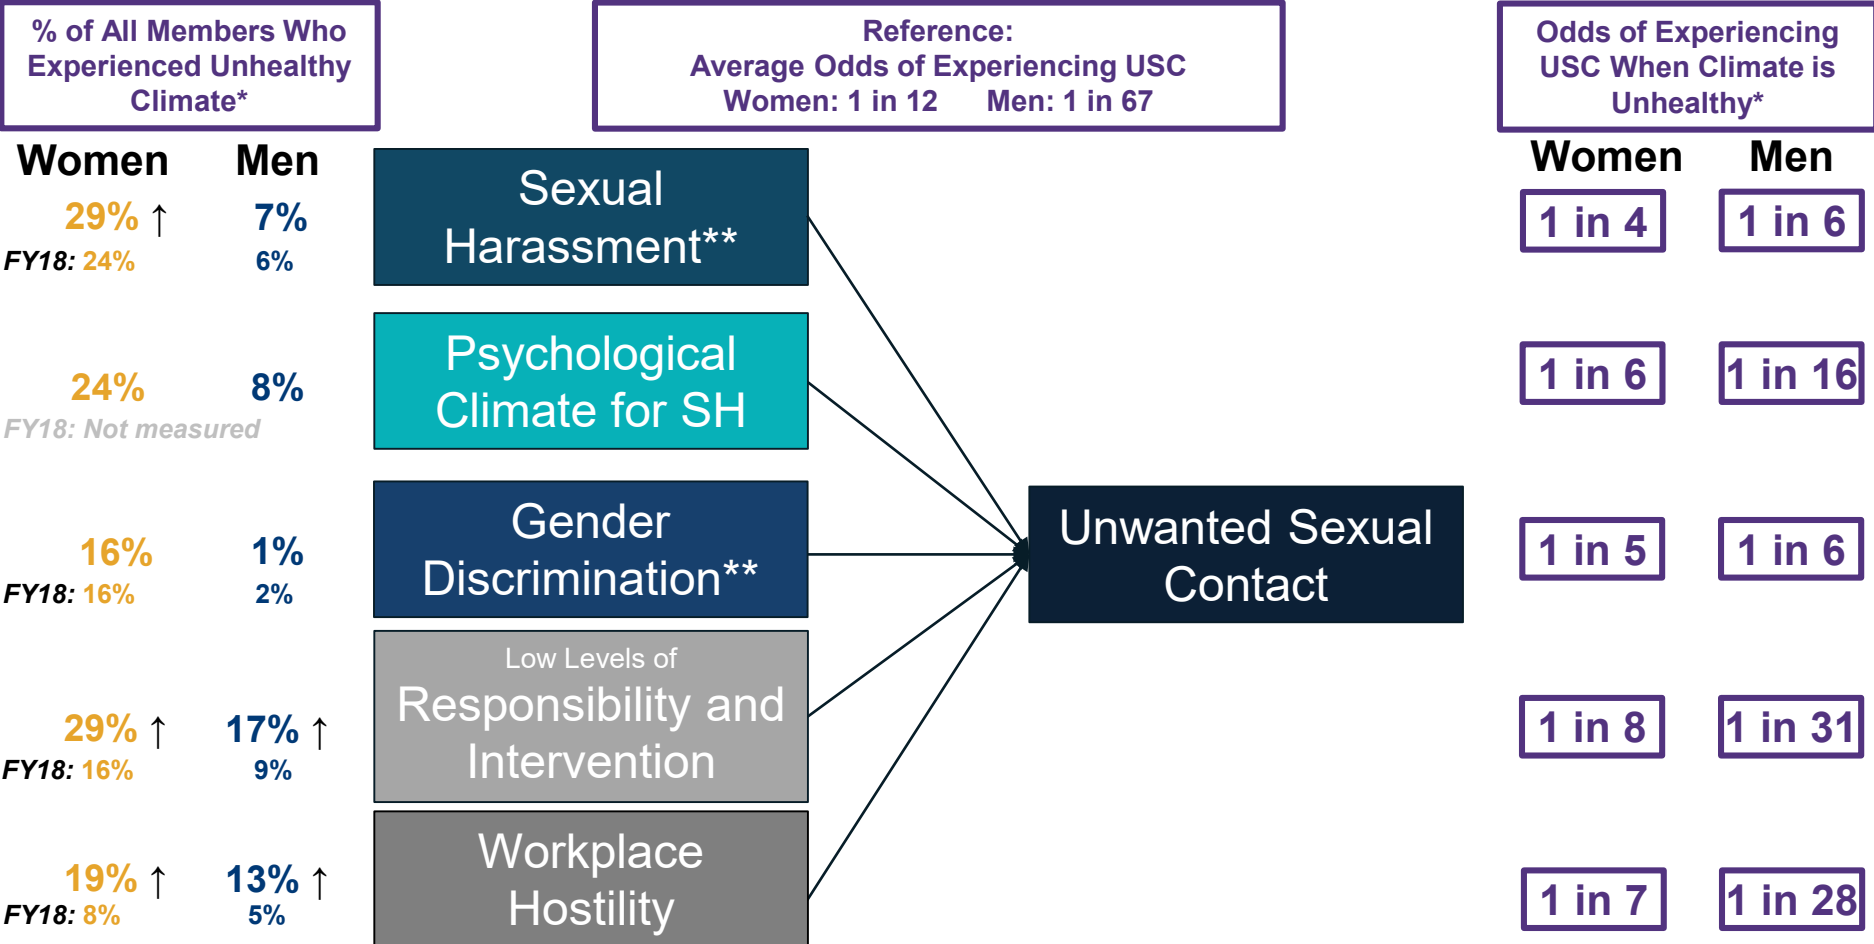 % of All Members Who
Experienced Unhealthy
Climate*
Reference:
Average Odds of Experiencing USC
Women: 1 in 12 Men: 1 in 67
Odds of Experiencing
USC When Climate is
Unhealthy*
Women Men
Women Men
29% ↑ 7%
FY18: 24% 6%
Sexual
Harassment**
1 in 4 1 in 6
24% 8%
FY18: Not measured
Psychological
Climate for SH
1 in 6 1 in 16
16% 1%
FY18: 16% 2%
Gender
Discrimination**
Unwanted Sexual
Contact
1 in 5 1 in 6
29% ↑ 17% ↑
FY18: 16% 9%
Low Levels of
Responsibility and
Intervention
1 in 8 1 in 31
19% ↑ 13% ↑
FY18: 8% 5%
Workplace
Hostility
1 in 7 1 in 28